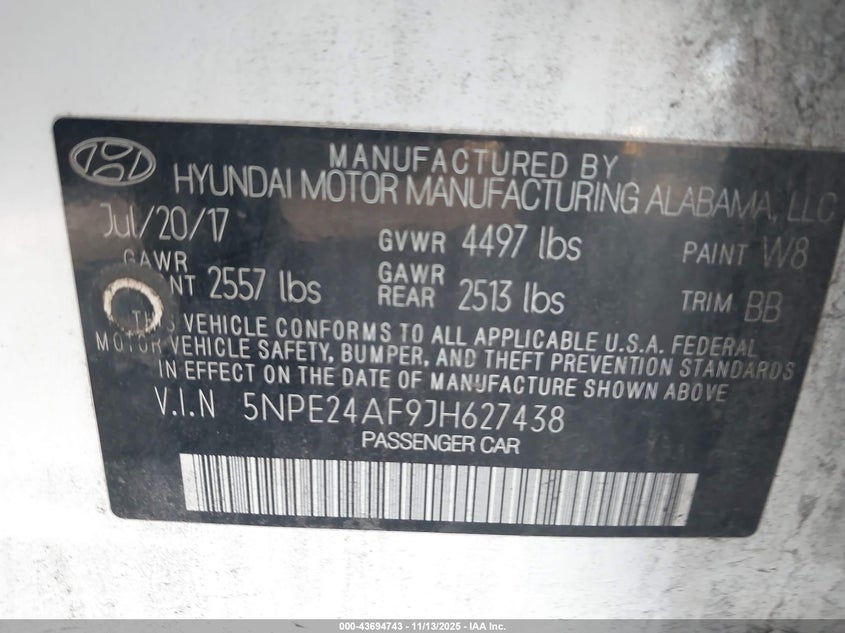 MANUFACTURED BY
HYUNDAI MOTOR MANUFACTURING ALABAMA, LLC
Jul/20/17 GVWR 4497 lbs PAINT W8
GAWR NT 2557 lbs GAWR REAR 2513 lbs TRIM BB
THIS VEHICLE CONFORMS TO ALL APPLICABLE U.S.A. FEDERAL
MOTOR VEHICLE SAFETY, BUMPER, AND THEFT PREVENTION STANDARDS
IN EFFECT ON THE DATE OF MANUFACTURE SHOWN ABOVE
V.I.N 5NPE24AF9JH627438
PASSENGER CAR
000-43694743 | 11/13/2025 - IAA Inc.